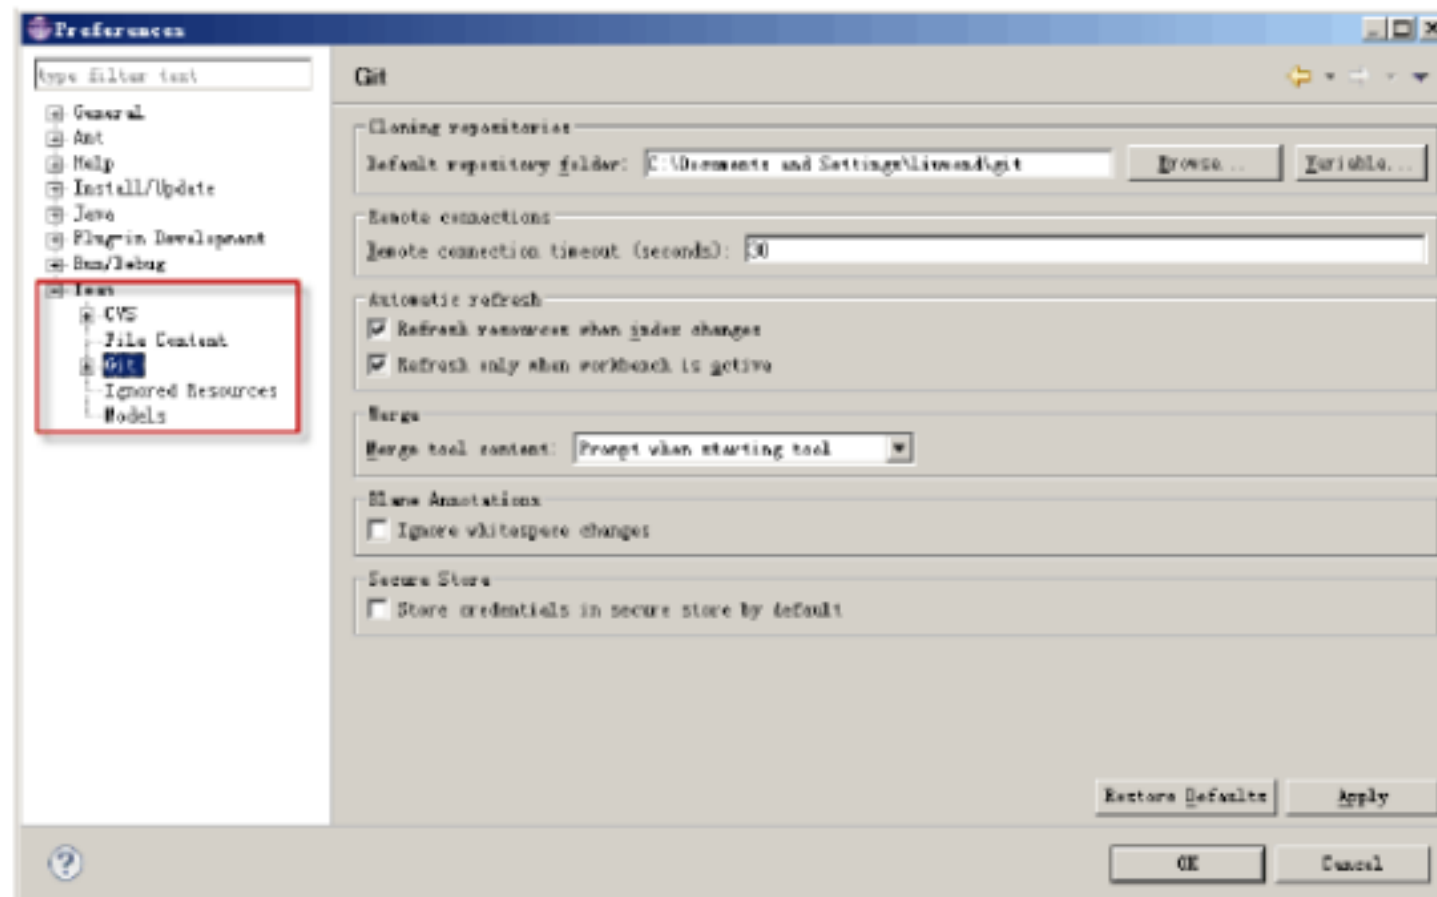 Preferences
type filter text
Git
General
Ant
Help
Install/Update
Java
Plug-in Development
Run/Debug
Team
CVS
File Content
Git
Ignored Resources
Models
Cloning repositories
Default repository folder:
C:\Documents and Settings\
\git
Browse...
Variable...
Remote connections
Remote connection timeout (seconds):
30
Automatic refresh
Refresh resources when index changes
Refresh only when workbench is active
Merge
Merge tool content:
Prompt when starting tool
Blame Annotations
Ignore whitespace changes
Secure Store
Store credentials in secure store by default
Restore Defaults
Apply
?
OK
Cancel